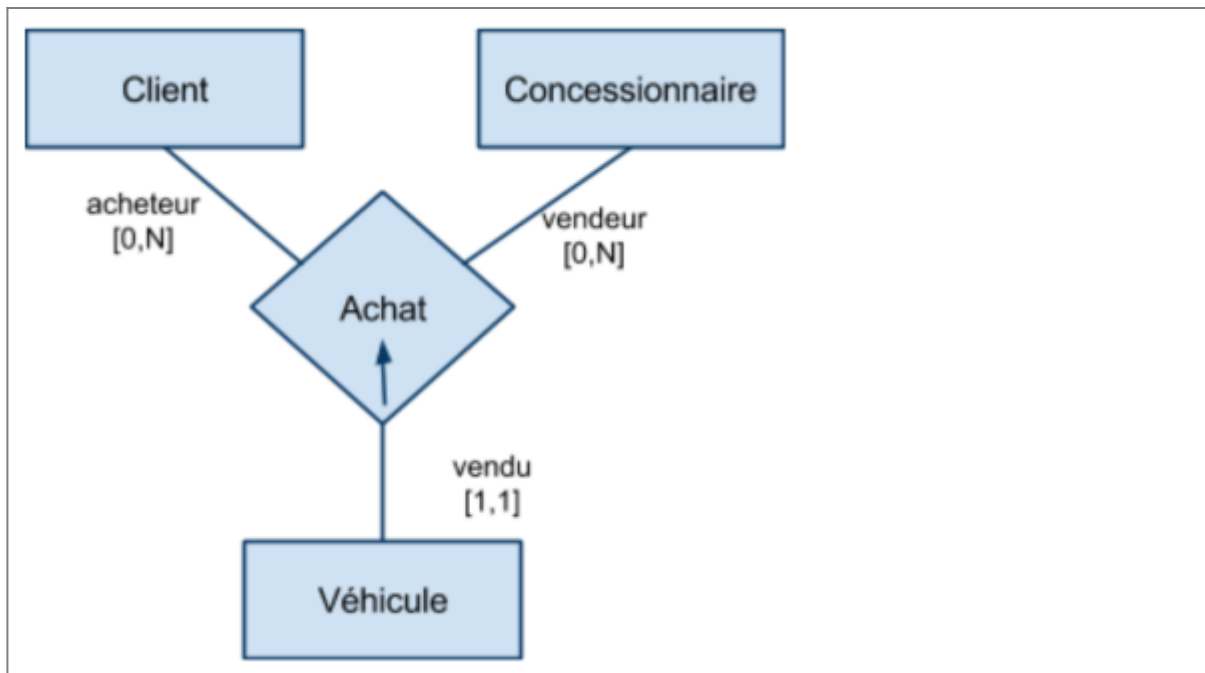 Client
Concessionnaire
acheteur
[0,N]
vendeur
[0,N]
Achat
vendu
[1,1]
Véhicule